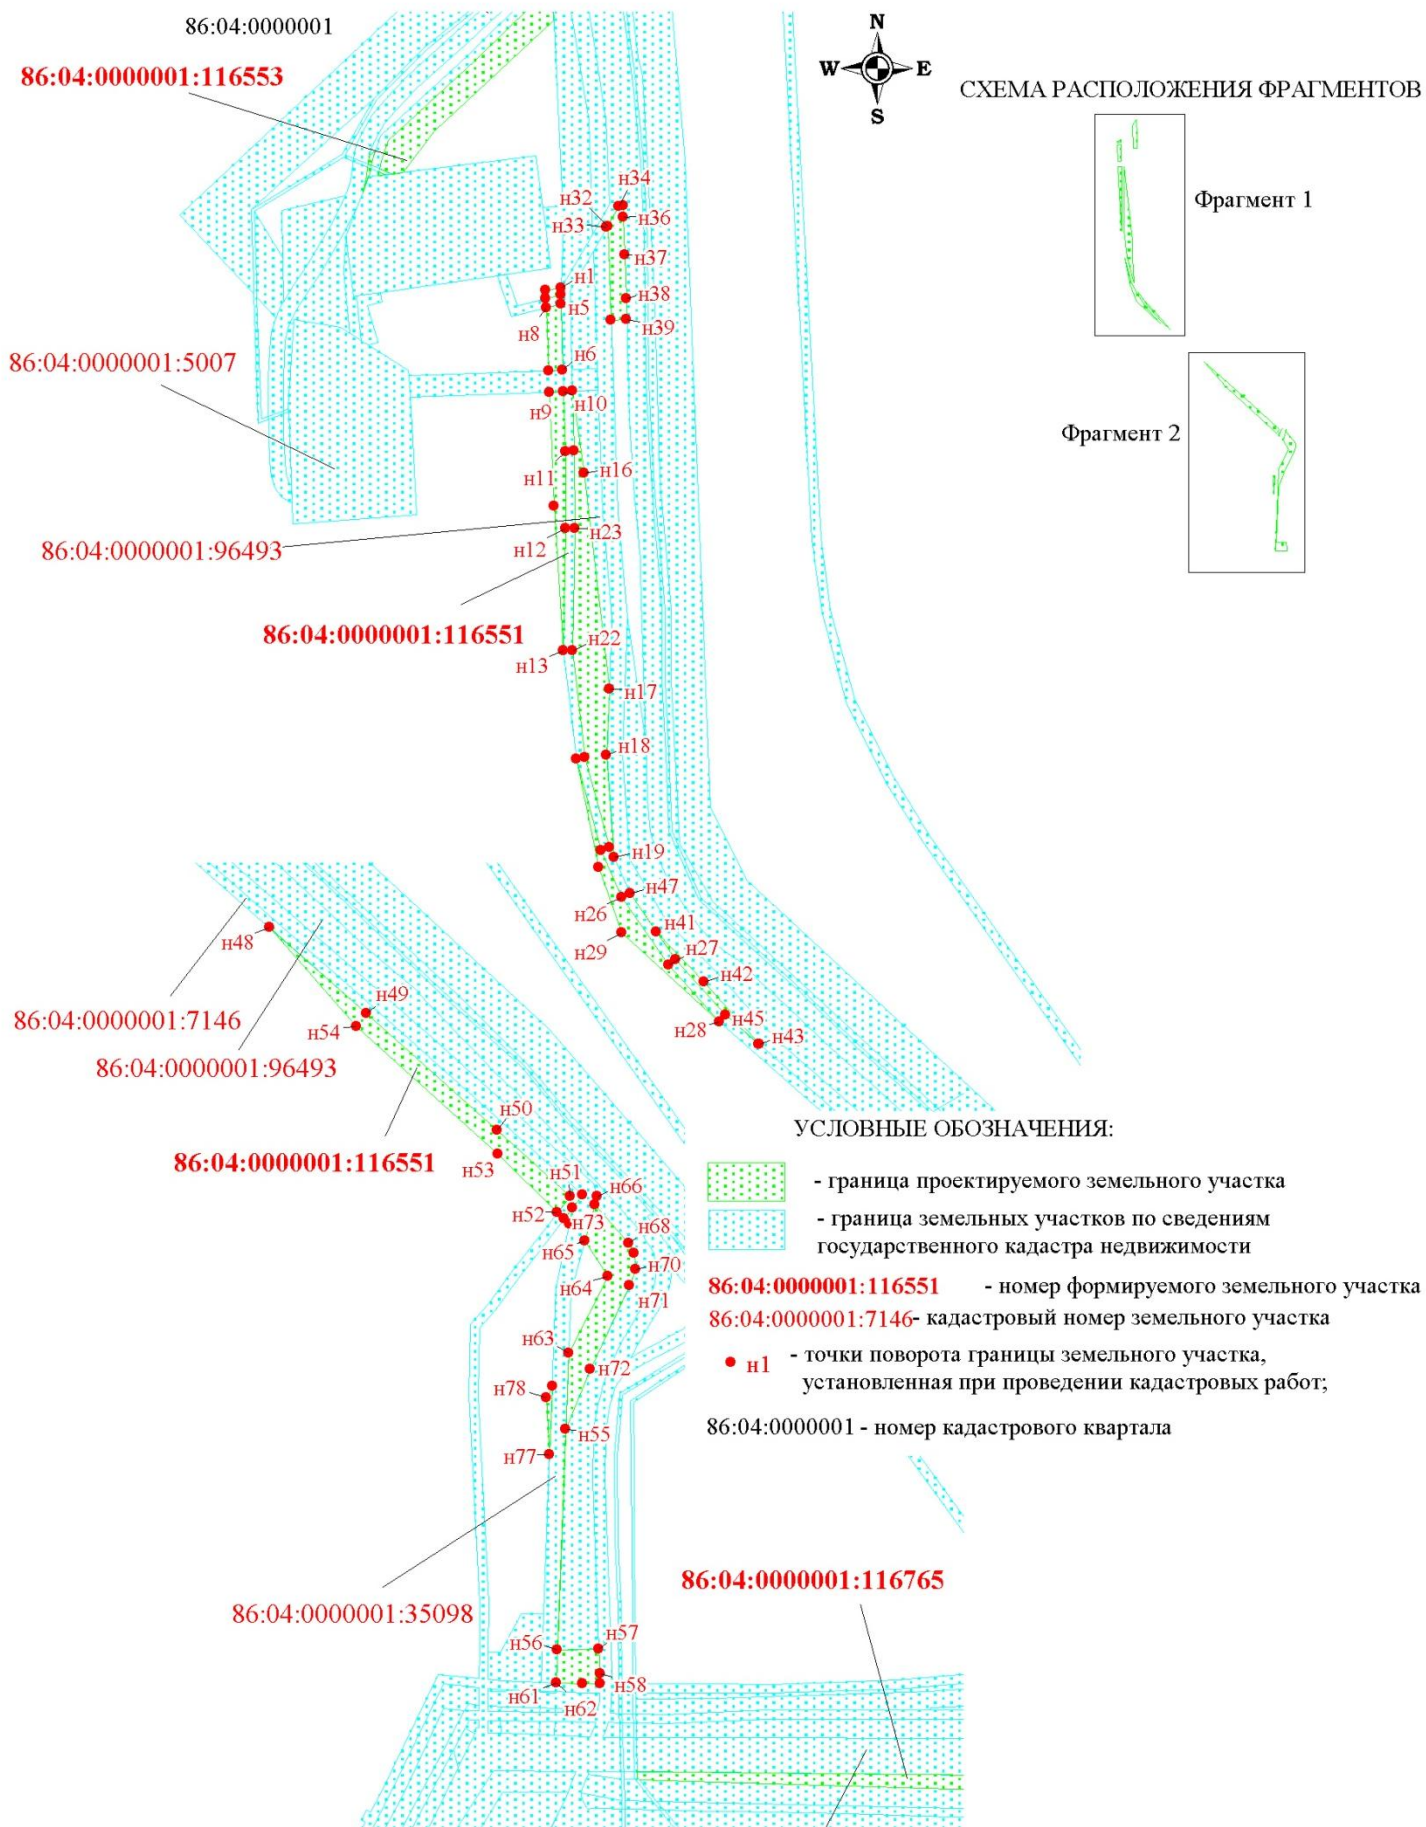 86:04:0000001
86:04:0000001:116553
N
W
E
S
СХЕМА РАСПОЛОЖЕНИЯ ФРАГМЕНТОВ
Фрагмент 1
Фрагмент 2
н34
н32
н33
н36
н37
н1
н38
н5
н39
н8
н6
86:04:0000001:5007
н9
н10
н16
н11
н23
н12
86:04:0000001:96493
86:04:0000001:116551
н22
н13
н17
н18
н19
н47
н26
н41
н29
н27
н42
н45
н28
н43
н48
н49
н54
86:04:0000001:7146
86:04:0000001:96493
н50
н53
86:04:0000001:116551
н51
н66
н52
н73
н68
н65
н70
н64
н71
н63
н72
н78
н55
н77
УСЛОВНЫЕ ОБОЗНАЧЕНИЯ:
- граница проектируемого земельного участка
- граница земельных участков по сведениям
государственного кадастра недвижимости
86:04:0000001:116551 - номер формируемого земельного участка
86:04:0000001:7146- кадастровый номер земельного участка
н1 - точки поворота границы земельного участка,
установленная при проведении кадастровых работ;
86:04:0000001 - номер кадастрового квартала
86:04:0000001:116765
86:04:0000001:35098
н56
н57
н58
н61
н62